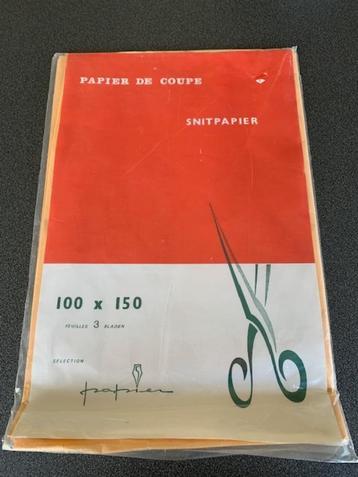 PAPIER DE COUPE
SNITPAPIER
100 x 150
FEUILLES 3 BLADEN
SELECTION
papier